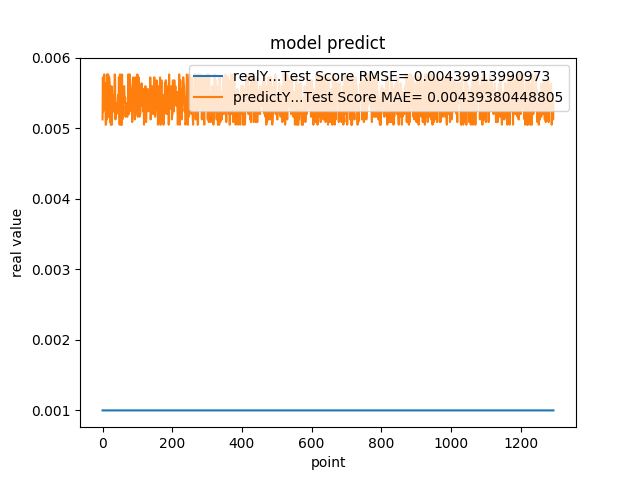 model predict
realY...Test Score RMSE= 0.00439913990973
predictY...Test Score MAE= 0.00439380448805
0.006
0.005
0.004
0.003
0.002
0.001
real value
0 200 400 600 800 1000 1200
point